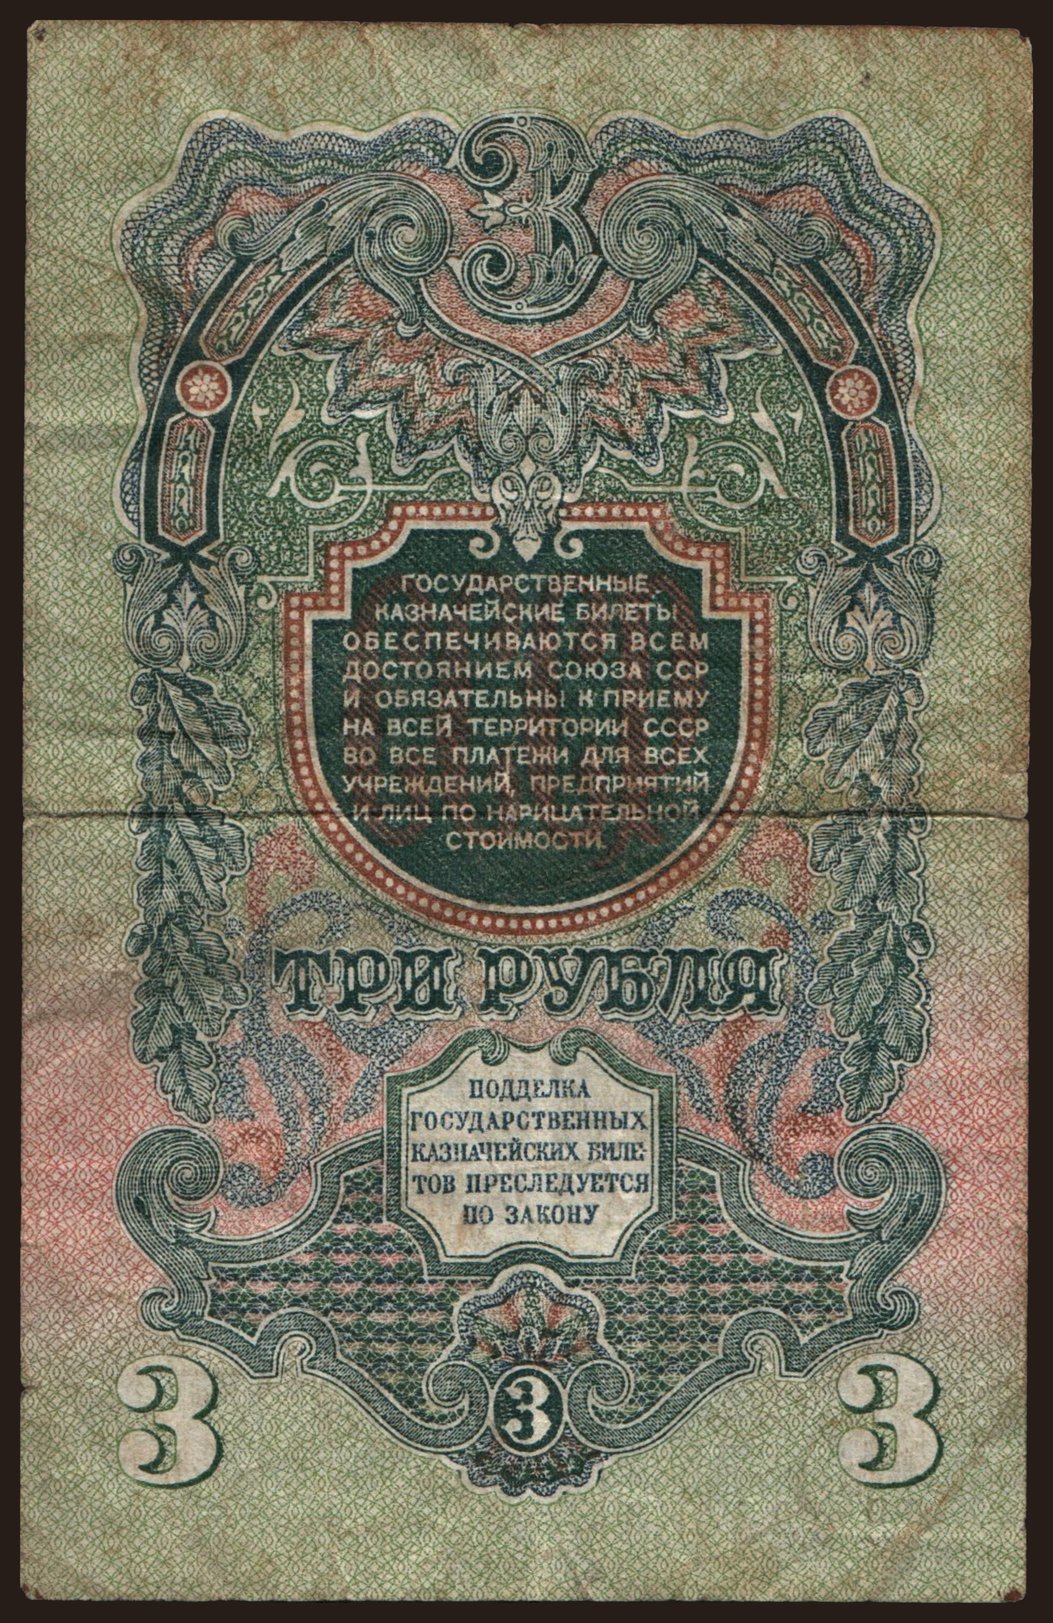 3
ГОСУДАРСТВЕННЫЕ
КАЗНАЧЕЙСКИЕ БИЛЕТЫ
ОБЕСПЕЧИВАЮТСЯ ВСЕМ
ДОСТОЯНИЕМ СОЮЗА ССР
И ОБЯЗАТЕЛЬНЫ К ПРИЕМУ
НА ВСЕЙ ТЕРРИТОРИИ СССР
ВО ВСЕ ПЛАТЕЖИ ДЛЯ ВСЕХ
УЧРЕЖДЕНИЙ, ПРЕДПРИЯТИЙ
И ЛИЦ ПО НАРИЦАТЕЛЬНОЙ
СТОИМОСТИ.
ТРИ РУБЛЯ
ПОДДЕЛКА
ГОСУДАРСТВЕННЫХ
КАЗНАЧЕЙСКИХ БИЛЕ-
ТОВ ПРЕСЛЕДУЕТСЯ
ПО ЗАКОНУ
3 3 3